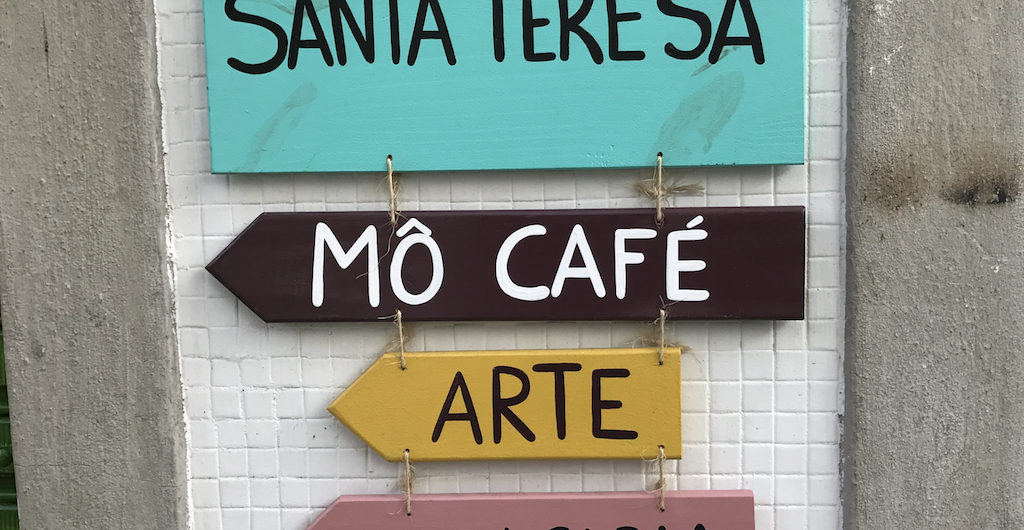 SANTA TERESA
MÔ CAFÉ
ARTE